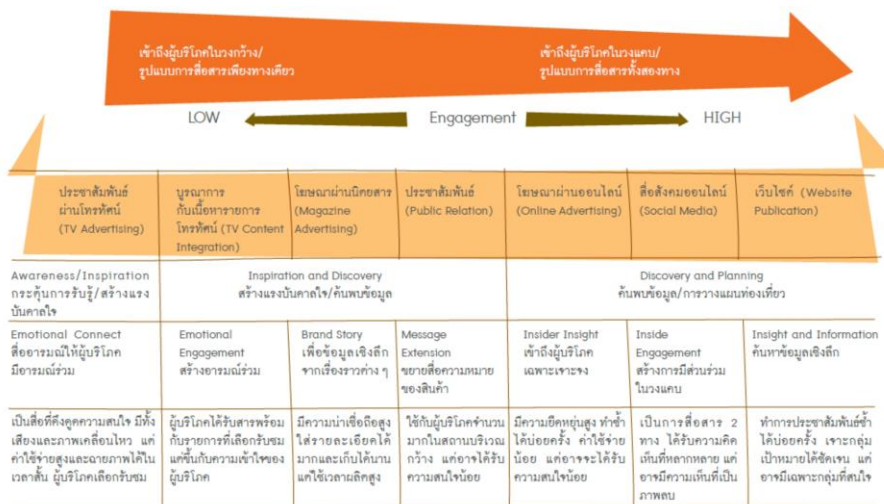 เข้าถึงผู้บริโภคในวงกว้าง/
รูปแบบการสื่อสารเพียงทางเดียว
เข้าถึงผู้บริโภคในวงแคบ/
รูปแบบการสื่อสารทั้งสองทาง
LOW
Engagement
HIGH
ประชาสัมพันธ์
ผ่านโทรทัศน์
(TV Advertising)
บูรณาการ
กับเนื้อหารายการ
โทรทัศน์ (TV Content
Integration)
โฆษณาผ่านนิตยสาร
(Magazine
Advertising)
ประชาสัมพันธ์
(Public Relation)
โฆษณาผ่านออนไลน์
(Online Advertising)
สื่อสังคมออนไลน์
(Social Media)
เว็บไซต์ (Website
Publication)
Awareness/Inspiration
กระตุ้นการรับรู้/สร้างแรง
บันดาลใจ
Inspiration and Discovery
สร้างแรงบันดาลใจ/ค้นพบข้อมูล
Discovery and Planning
ค้นพบข้อมูล/การวางแผนท่องเที่ยว
Emotional Connect
สื่ออารมณ์ให้ผู้บริโภค
มีอารมณ์ร่วม
Emotional
Engagement
สร้างอารมณ์ร่วม
Brand Story
เพื่อข้อมูลเชิงลึก
จากเรื่องราวต่าง ๆ
Message
Extension
ขยายสื่อความหมาย
ของสินค้า
Insider Insight
เข้าถึงผู้บริโภค
เฉพาะเจาะจง
Inside
Engagement
สร้างการมีส่วนร่วม
ในวงแคบ
Insight and Information
ค้นหาข้อมูลเชิงลึก
เป็นสื่อที่ดึงดูดความสนใจ มีทั้ง
เสียงและภาพเคลื่อนไหว แต่
ค่าใช้จ่ายสูงและฉายภาพได้ใน
เวลาสั้น ผู้บริโภคเลือกรับชม
ผู้บริโภคได้รับสารพร้อม
กับรายการที่เลือกรับชม
แต่ขึ้นกับความเข้าใจของ
ผู้บริโภค
มีความน่าเชื่อถือสูง
ใส่รายละเอียดได้
มากและเก็บได้นาน
แต่ใช้เวลาผลิตสูง
ใช้กับผู้บริโภคจำนวน
มากในสถานบริเวณ
กว้าง แต่อาจได้รับ
ความสนใจน้อย
มีความยืดหยุ่นสูง ทำซ้ำ
ได้บ่อยครั้ง ค่าใช้จ่าย
น้อย แต่อาจจะได้รับ
ความสนใจน้อย
เป็นการสื่อสาร 2
ทาง ได้รับความคิด
เห็นที่หลากหลาย แต่
อาจมีความเห็นที่เป็น
ภาพลบ
ทำการประชาสัมพันธ์ซ้ำ
ได้บ่อยครั้ง เจาะกลุ่ม
เป้าหมายได้ชัดเจน แต่
อาจมีเฉพาะกลุ่มที่สนใจ